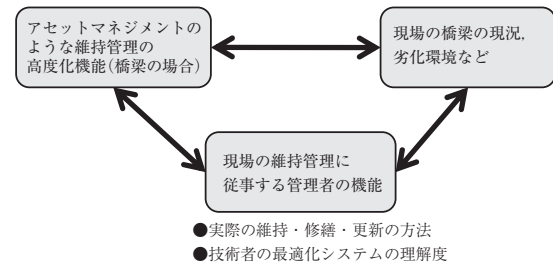 アセットマネジメントの
ような維持管理の
高度化機能(橋梁の場合)
現場の橋梁の現況,
劣化環境など
現場の維持管理に
従事する管理者の機能
●実際の維持・修繕・更新の方法
●技術者の最適化システムの理解度